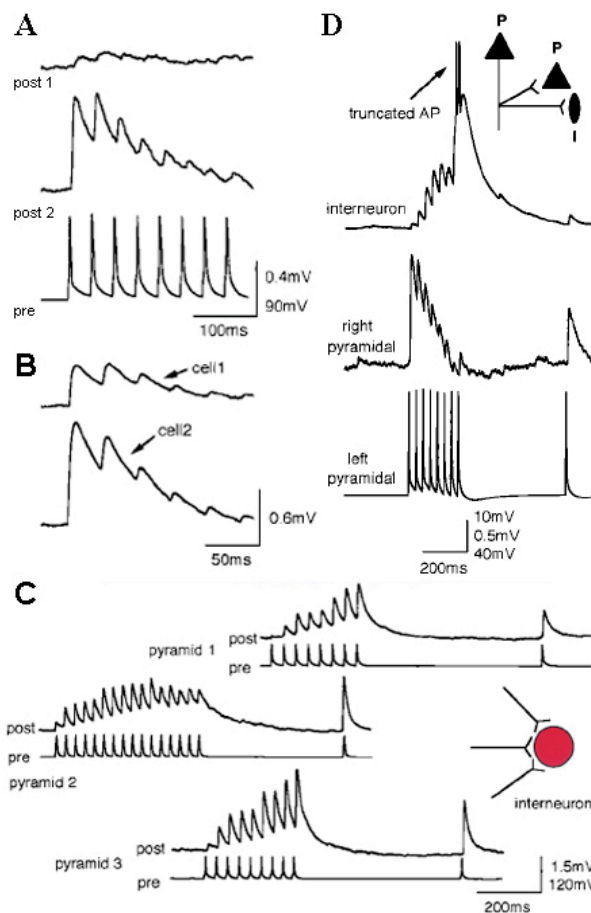 A
post 1
post 2
pre
0.4mV
90mV
100ms
B
cell1
cell2
0.6mV
50ms
C
post
pyramid 1
pre
post
pre
pyramid 2
post
pyramid 3
pre
interneuron
1.5mV
120mV
200ms
D
P
P
I
truncated AP
interneuron
right
pyramidal
left
pyramidal
10mV
0.5mV
40mV
200ms